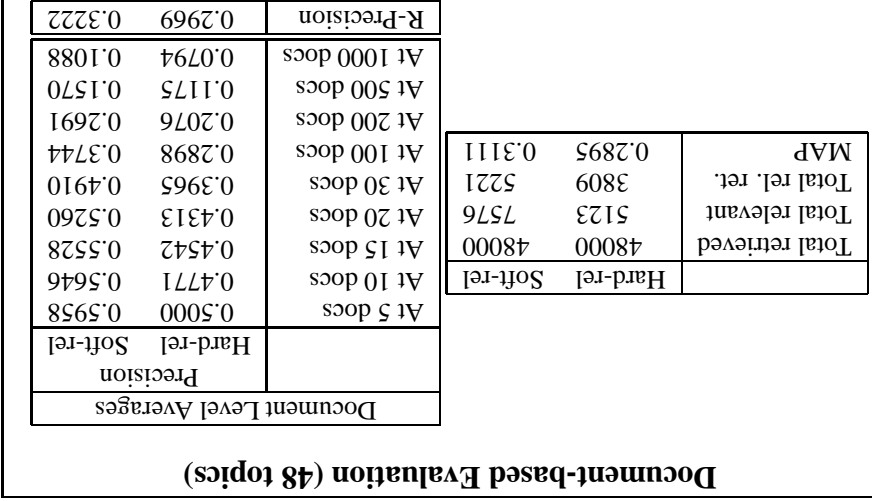 Document-based Evaluation (48 topics)
Hard-rel Soft-rel
Total retrieved 48000 48000
Total relevant 5123 7576
Total rel. ret. 3809 5221
MAP 0.2895 0.3111
Document Level Averages
Precision
Hard-rel Soft-rel
At 5 docs 0.5000 0.5958
At 10 docs 0.4771 0.5646
At 15 docs 0.4542 0.5528
At 20 docs 0.4313 0.5260
At 30 docs 0.3965 0.4910
At 100 docs 0.2898 0.3744
At 200 docs 0.2076 0.2691
At 500 docs 0.1175 0.1570
At 1000 docs 0.0794 0.1088
R-Precision 0.2969 0.3222